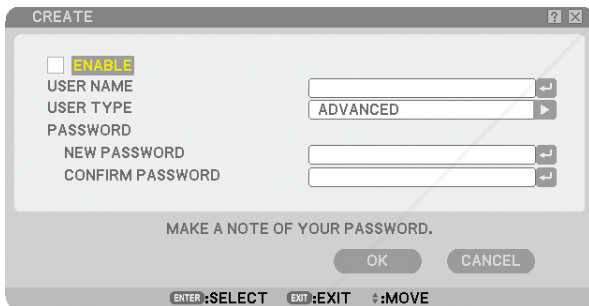 CREATE
ENABLE
USER NAME
USER TYPE ADVANCED
PASSWORD
NEW PASSWORD
CONFIRM PASSWORD
MAKE A NOTE OF YOUR PASSWORD.
OK CANCEL
ENTER :SELECT EXIT :EXIT :MOVE